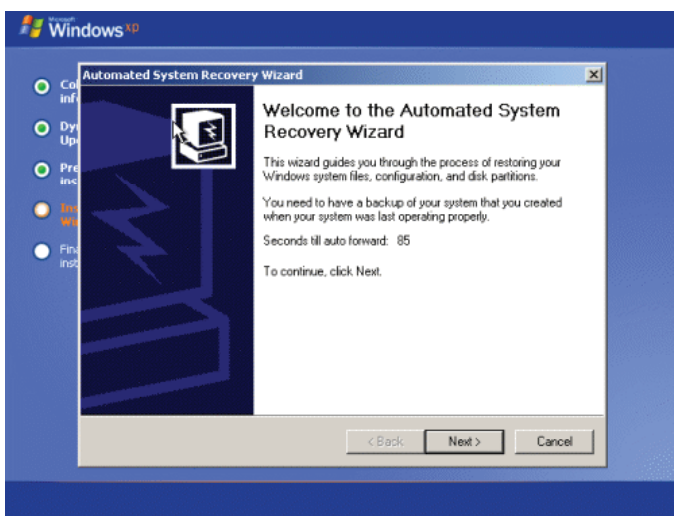 Microsoft
Windows xp
Automated System Recovery Wizard
Welcome to the Automated System
Recovery Wizard
This wizard guides you through the process of restoring your
Windows system files, configuration, and disk partitions.
You need to have a backup of your system that you created
when your system was last operating properly.
Seconds till auto forward: 85
To continue, click Next.
< Back Next > Cancel